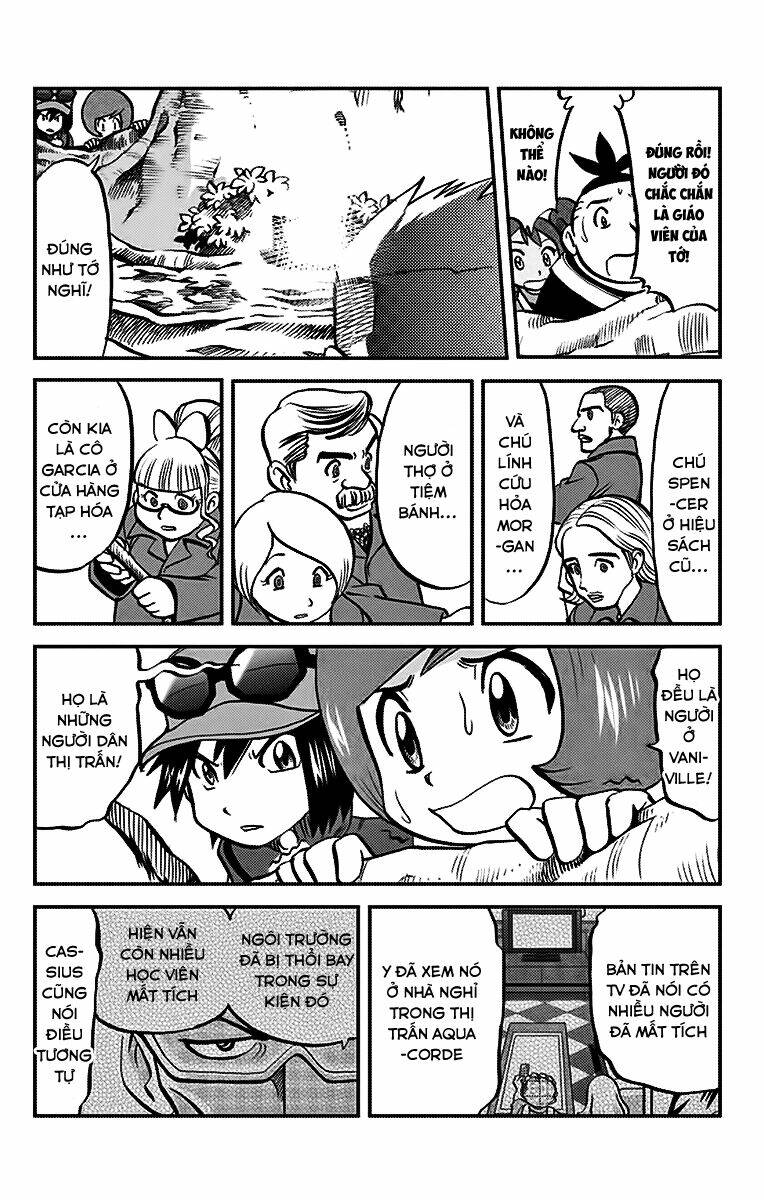 ĐÚNG RỒI!
NGƯỜI ĐÓ
CHẮC CHẮN
LÀ GIÁO
VIÊN CỦA
TỚ!
KHÔNG
THỂ
NÀO!
ĐÚNG
NHƯ TỚ
NGHĨ!
CHÚ
SPEN
-CER
Ở HIỆU
SÁCH
CŨ...
VÀ
CHÚ LÍNH
CỨU
HỎA
MOR
-GAN
...
NGƯỜI
THỢ Ở
TIỆM
BÁNH...
CÒN KIA
LÀ CÔ
GARCIA Ở
CỬA HÀNG
TẠP HÓA
...
HỌ
ĐỀU LÀ
NGƯỜI
Ở
VANI-
VILLE!
HỌ LÀ
NHỮNG
NGƯỜI DÂN
THỊ TRẤN!
BẢN TIN TRÊN
TV ĐÃ NÓI CÓ
NHIỀU NGƯỜI
ĐÃ MẤT TÍCH
Y ĐÃ XEM NÓ
Ở NHÀ NGHỈ
TRONG THỊ
TRẤN AQUA
-CORDE
NGÔI TRƯỜNG
ĐÃ BỊ THỔI BAY
TRONG SỰ
KIỆN ĐÓ
HIỆN VẪN
CÒN NHIỀU
HỌC VIÊN
MẤT TÍCH
CAS-
SIUS
CŨNG
NÓI
ĐIỀU
TƯƠNG
TỰ